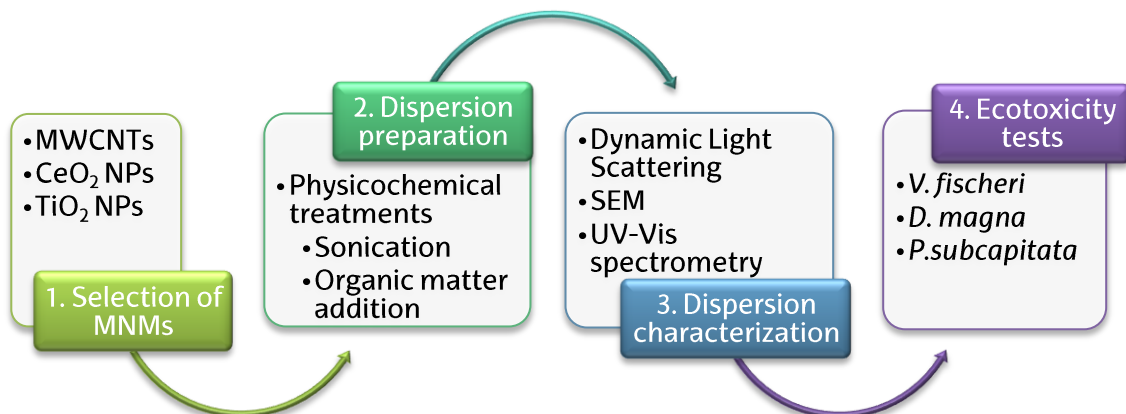 • MWCNTs
• CeO₂ NPs
• TiO₂ NPs
1. Selection of
MNMs
2. Dispersion
preparation
• Physicochemical
treatments
• Sonication
• Organic matter
addition
• Dynamic Light
Scattering
• SEM
• UV-Vis
spectrometry
3. Dispersion
characterization
4. Ecotoxicity
tests
• V. fischeri
• D. magna
• P.subcapitata